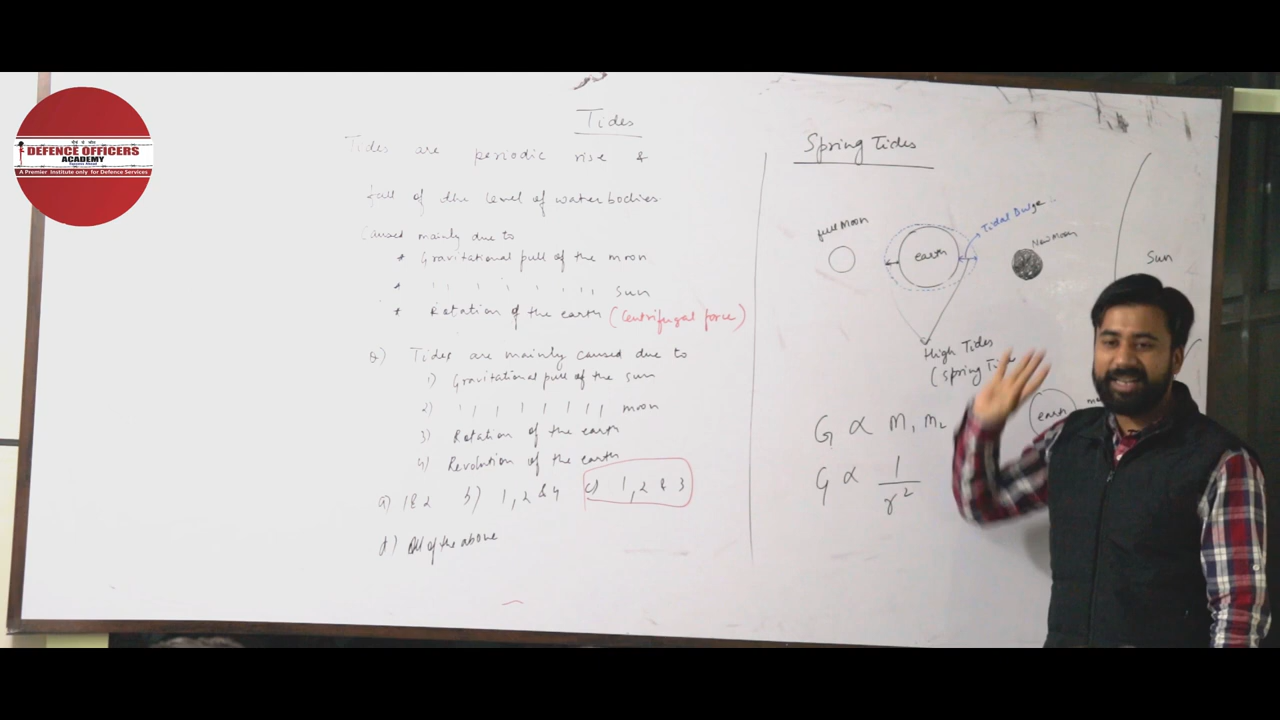 DEFENCE OFFICERS
ACADEMY
Success Ahead
A Premier Institute only for Defence Services
Tides
Tides are periodic rise &
fall of the level of waterbodies
Caused mainly due to
* Gravitational pull of the moon
* ,, ,, ,, ,, sun
* Rotation of the earth (Centrifugal force)
Q) Tides are mainly caused due to
1) Gravitational pull of the sun
2) ,, ,, ,, ,, moon
3) Rotation of the earth
4) Revolution of the earth
a) 1&2 b) 1, 2 & 4 c) 1, 2 & 3
d) All of the above
Spring Tides
full Moon
earth
Tidal Bulge
New Moon
Sun
High Tides
(Spring
G ∝ M₁ M₂
G ∝ 1/r²
earth